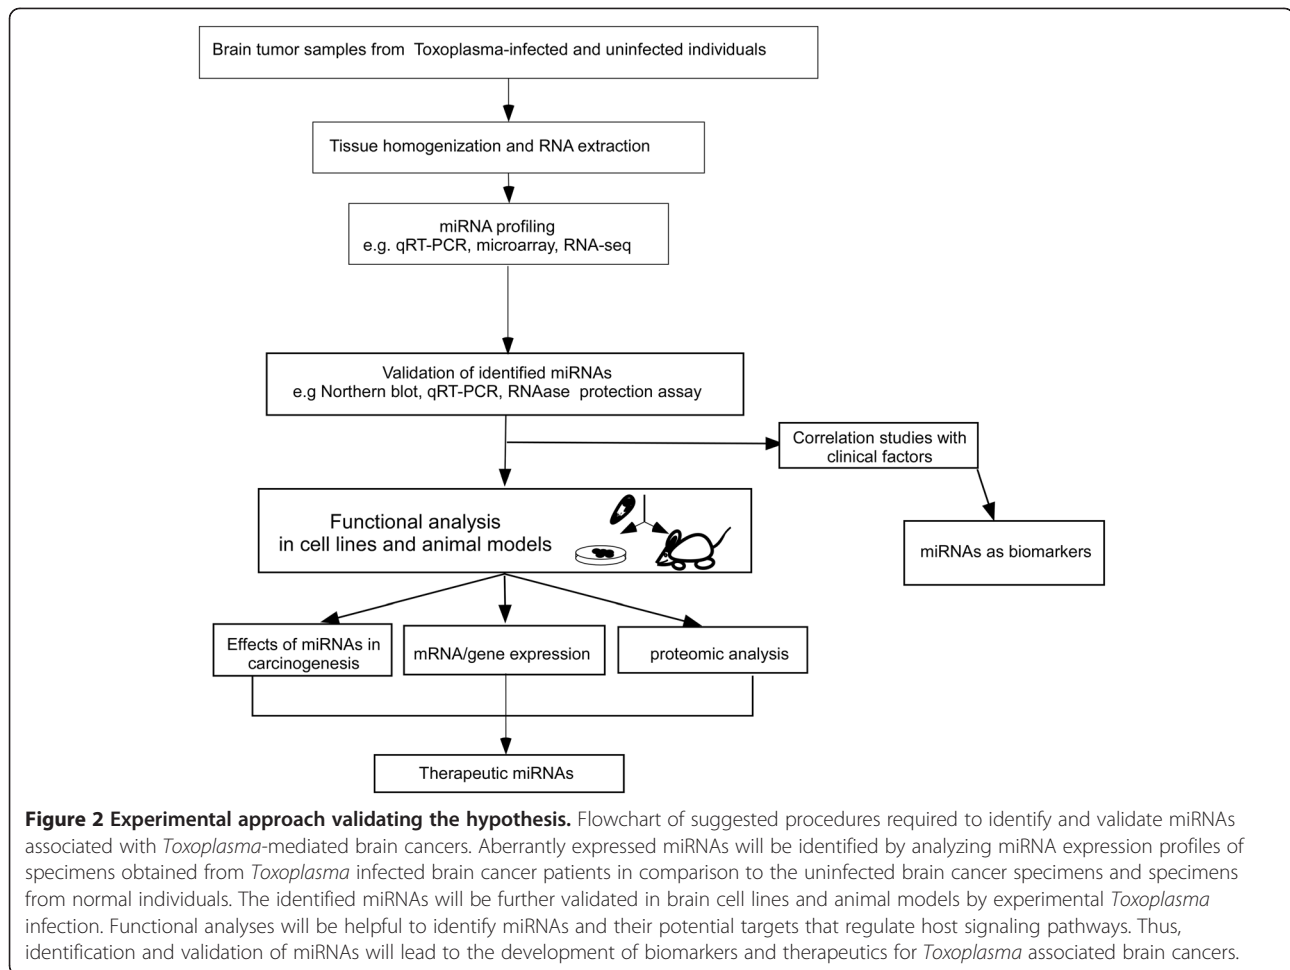 Brain tumor samples from Toxoplasma-infected and uninfected individuals
Tissue homogenization and RNA extraction
miRNA profiling
e.g. qRT-PCR, microarray, RNA-seq
Validation of identified miRNAs
e.g Northern blot, qRT-PCR, RNAase protection assay
Correlation studies with
clinical factors
Functional analysis
in cell lines and animal models
miRNAs as biomarkers
Effects of miRNAs in
carcinogenesis
mRNA/gene expression
proteomic analysis
Therapeutic miRNAs
Figure 2 Experimental approach validating the hypothesis. Flowchart of suggested procedures required to identify and validate miRNAs
associated with Toxoplasma-mediated brain cancers. Aberrantly expressed miRNAs will be identified by analyzing miRNA expression profiles of
specimens obtained from Toxoplasma infected brain cancer patients in comparison to the uninfected brain cancer specimens and specimens
from normal individuals. The identified miRNAs will be further validated in brain cell lines and animal models by experimental Toxoplasma
infection. Functional analyses will be helpful to identify miRNAs and their potential targets that regulate host signaling pathways. Thus,
identification and validation of miRNAs will lead to the development of biomarkers and therapeutics for Toxoplasma associated brain cancers.